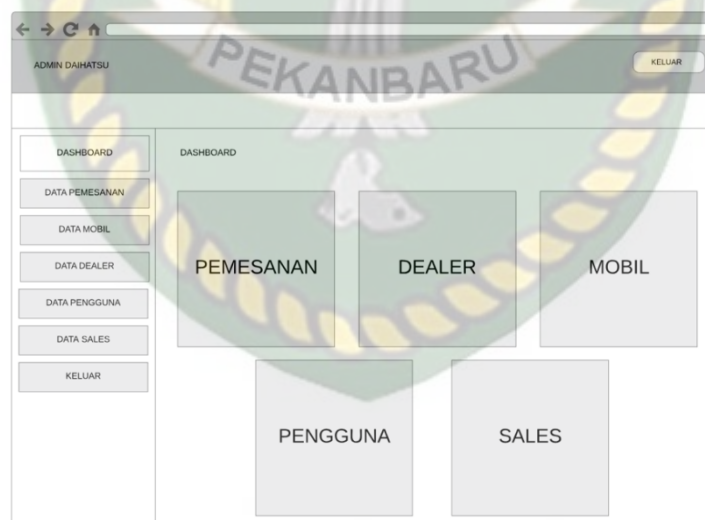 PEKANBARU
ADMIN DAIHATSU
KELUAR
DASHBOARD
DATA PEMESANAN
DATA MOBIL
DATA DEALER
DATA PENGGUNA
DATA SALES
KELUAR
DASHBOARD
PEMESANAN
DEALER
MOBIL
PENGGUNA
SALES